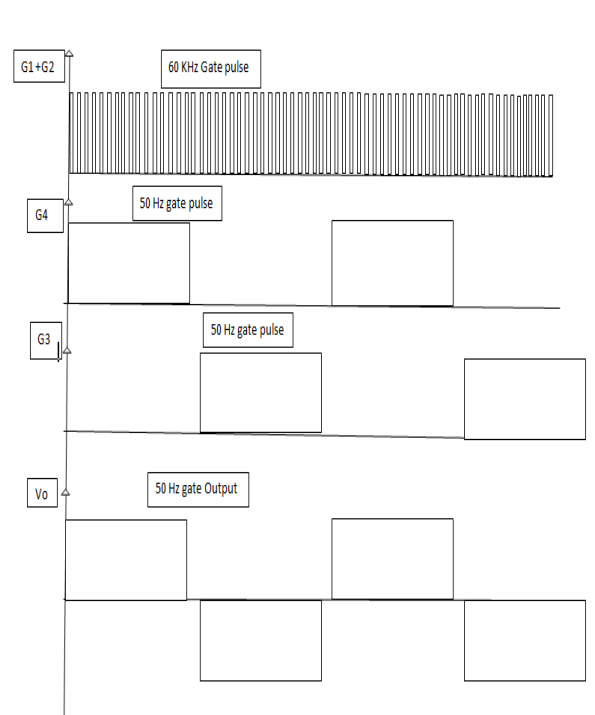 G1+G2
60 KHz Gate pulse
G4
50 Hz gate pulse
G3
50 Hz gate pulse
Vo
50 Hz gate Output